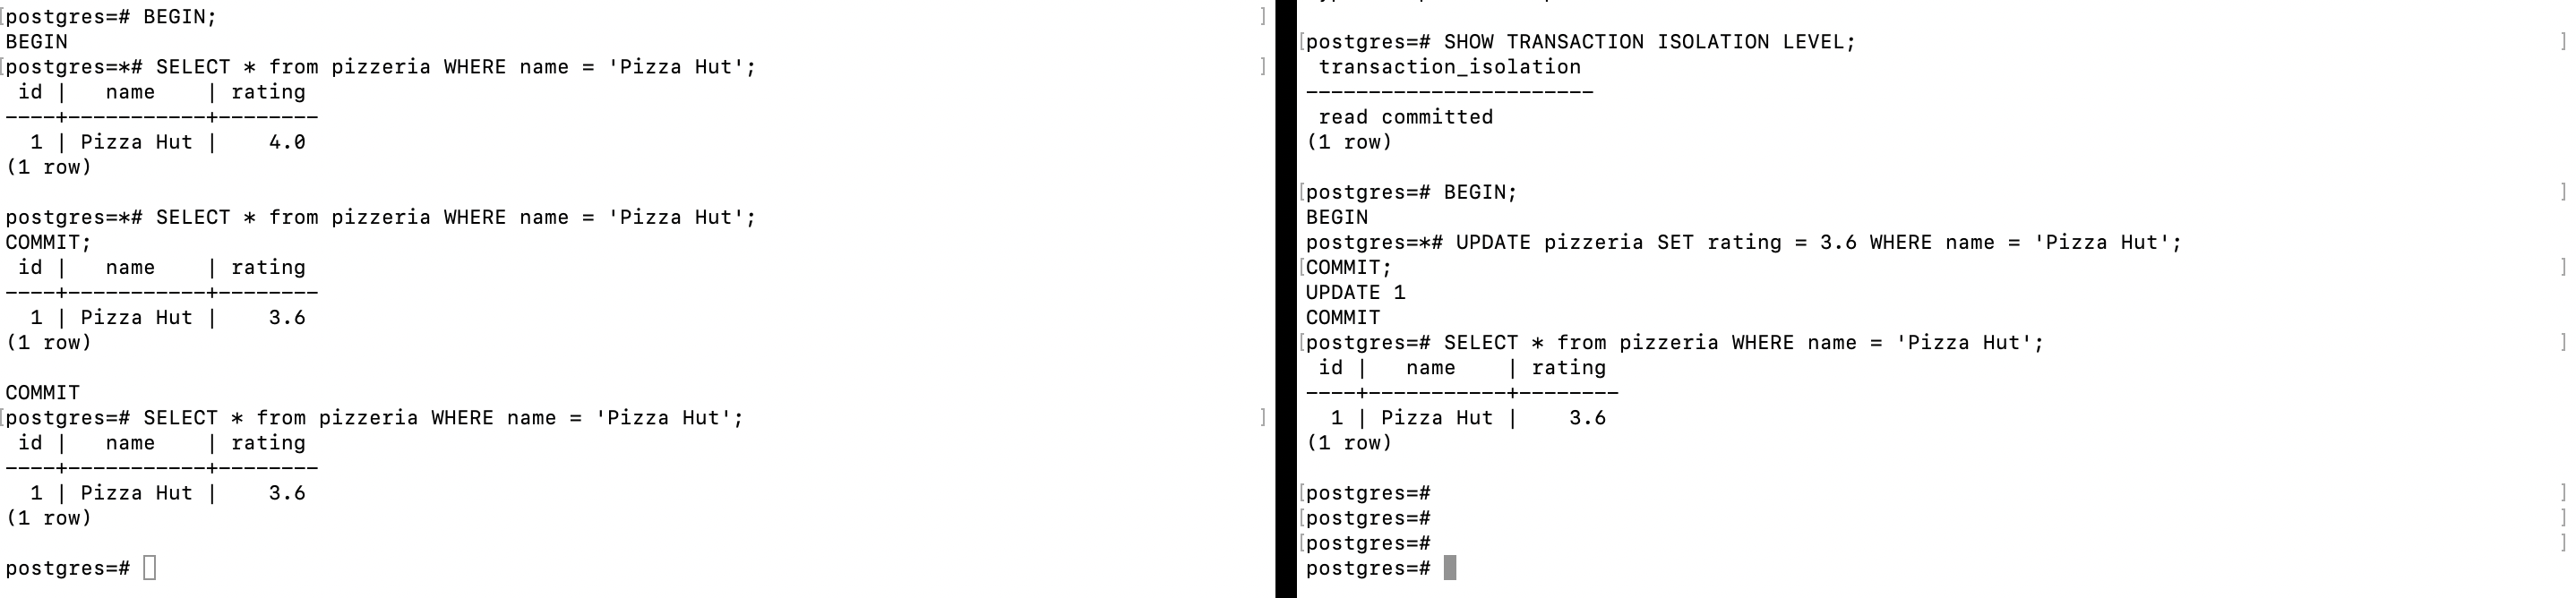 [postgres=# BEGIN; ]
BEGIN
[postgres=*# SELECT * from pizzeria WHERE name = 'Pizza Hut'; ]
 id |   name    | rating
----+-----------+--------
  1 | Pizza Hut |    4.0
(1 row)

postgres=*# SELECT * from pizzeria WHERE name = 'Pizza Hut';
COMMIT;
 id |   name    | rating
----+-----------+--------
  1 | Pizza Hut |    3.6
(1 row)

COMMIT
[postgres=# SELECT * from pizzeria WHERE name = 'Pizza Hut'; ]
 id |   name    | rating
----+-----------+--------
  1 | Pizza Hut |    3.6
(1 row)

postgres=#
[postgres=# SHOW TRANSACTION ISOLATION LEVEL; ]
 transaction_isolation
-----------------------
 read committed
(1 row)

[postgres=# BEGIN; ]
BEGIN
postgres=*# UPDATE pizzeria SET rating = 3.6 WHERE name = 'Pizza Hut';
[COMMIT; ]
UPDATE 1
COMMIT
[postgres=# SELECT * from pizzeria WHERE name = 'Pizza Hut'; ]
 id |   name    | rating
----+-----------+--------
  1 | Pizza Hut |    3.6
(1 row)

[postgres=# ]
[postgres=# ]
[postgres=# ]
postgres=#